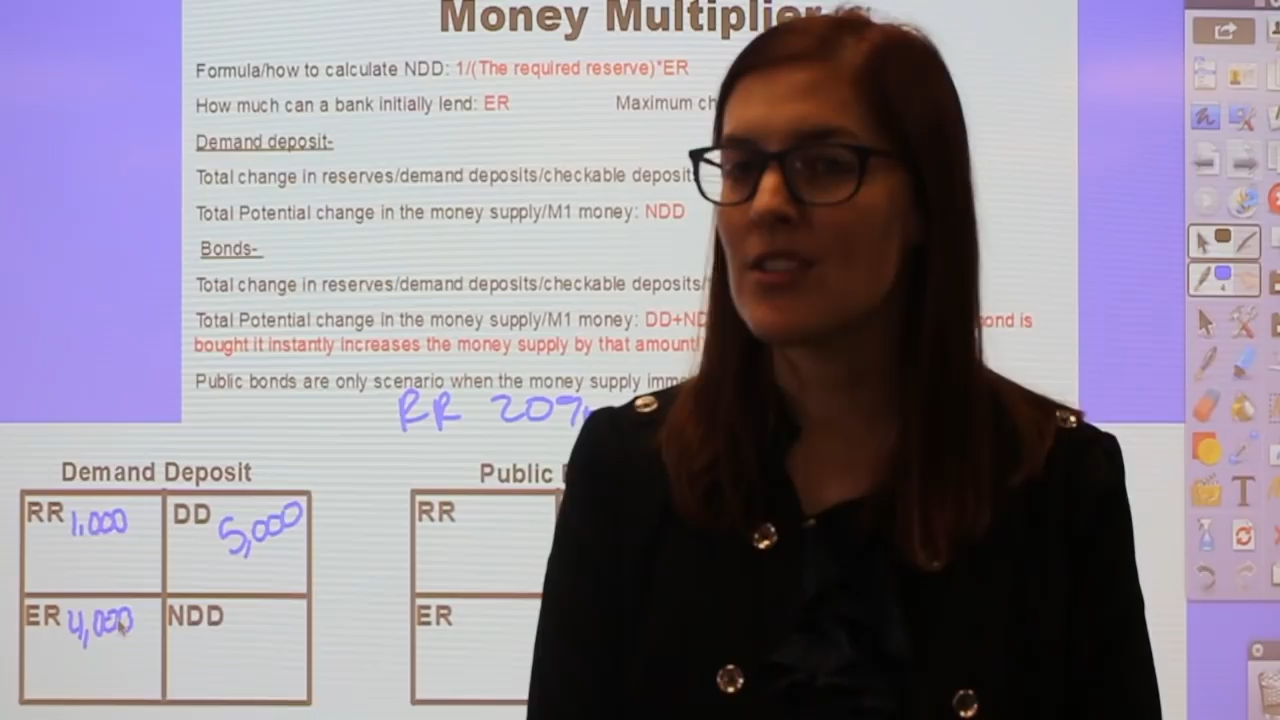 Money Multiplier
Formula/how to calculate NDD: 1/(The required reserve)*ER
How much can a bank initially lend: ER Maximum
Demand deposit-
Total change in reserves/demand deposits/checkable
Total Potential change in the money supply/M1 money: NDD
Bonds-
Total change in reserves/demand deposits/checkable deposits/
Total Potential change in the money supply/M1 money: DD+ bond is
bought it instantly increases the money supply by that
Public bonds are only scenario when the money supply
RR 20%
Demand Deposit Public
RR 1,000 DD 5,000 RR
ER 4,000 NDD ER
T